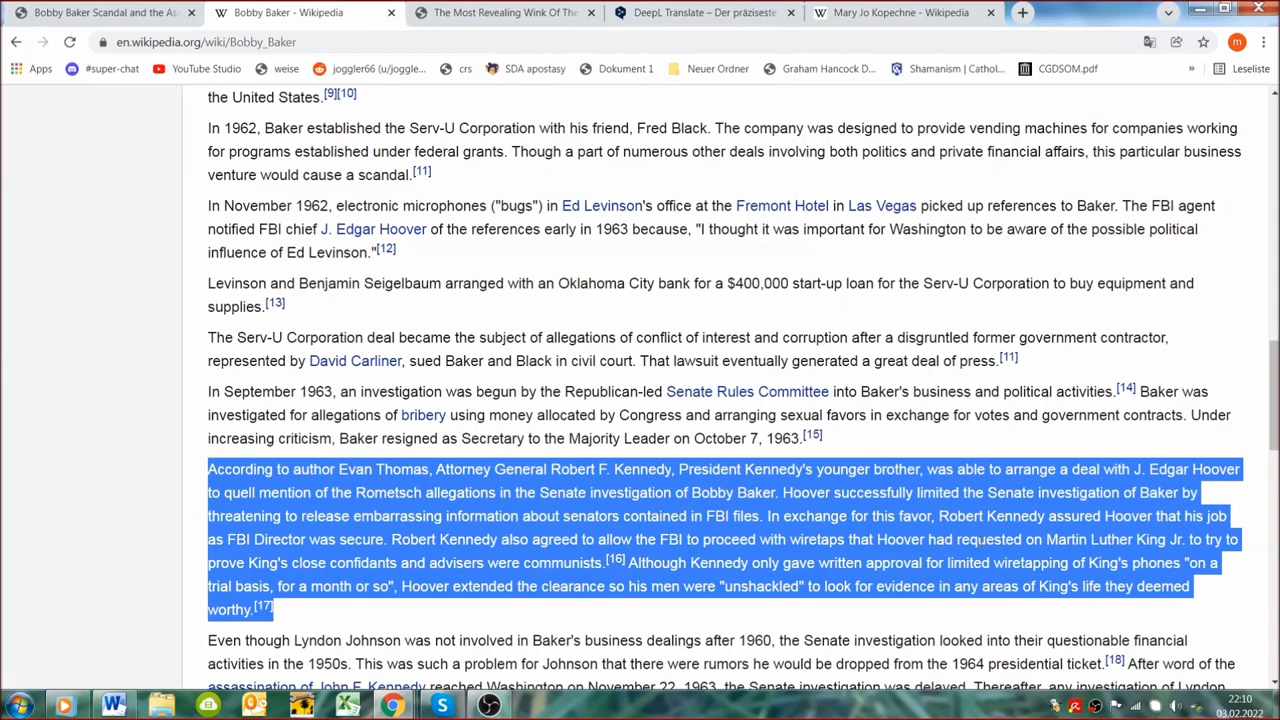 Bobby Baker Scandal and the Ass
Bobby Baker - Wikipedia
The Most Revealing Wink Of The
DeepL Translate – Der präziseste
Mary Jo Kopechne - Wikipedia
en.wikipedia.org/wiki/Bobby_Baker
m
Apps
#super-chat
YouTube Studio
weise
joggler66 (u/joggle...
crs
SDA apostasy
Dokument 1
Neuer Ordner
Graham Hancock D...
Shamanism | Cathol...
CGDSOM.pdf
»
Leseliste
the United States.[9][10]
In 1962, Baker established the Serv-U Corporation with his friend, Fred Black. The company was designed to provide vending machines for companies working
for programs established under federal grants. Though a part of numerous other deals involving both politics and private financial affairs, this particular business
venture would cause a scandal.[11]
In November 1962, electronic microphones ("bugs") in Ed Levinson's office at the Fremont Hotel in Las Vegas picked up references to Baker. The FBI agent
notified FBI chief J. Edgar Hoover of the references early in 1963 because, "I thought it was important for Washington to be aware of the possible political
influence of Ed Levinson."[12]
Levinson and Benjamin Seigelbaum arranged with an Oklahoma City bank for a $400,000 start-up loan for the Serv-U Corporation to buy equipment and
supplies.[13]
The Serv-U Corporation deal became the subject of allegations of conflict of interest and corruption after a disgruntled former government contractor,
represented by David Carliner, sued Baker and Black in civil court. That lawsuit eventually generated a great deal of press.[11]
In September 1963, an investigation was begun by the Republican-led Senate Rules Committee into Baker's business and political activities.[14] Baker was
investigated for allegations of bribery using money allocated by Congress and arranging sexual favors in exchange for votes and government contracts. Under
increasing criticism, Baker resigned as Secretary to the Majority Leader on October 7, 1963.[15]
According to author Evan Thomas, Attorney General Robert F. Kennedy, President Kennedy's younger brother, was able to arrange a deal with J. Edgar Hoover
to quell mention of the Rometsch allegations in the Senate investigation of Bobby Baker. Hoover successfully limited the Senate investigation of Baker by
threatening to release embarrassing information about senators contained in FBI files. In exchange for this favor, Robert Kennedy assured Hoover that his job
as FBI Director was secure. Robert Kennedy also agreed to allow the FBI to proceed with wiretaps that Hoover had requested on Martin Luther King Jr. to try to
prove King's close confidants and advisers were communists.[16] Although Kennedy only gave written approval for limited wiretapping of King's phones "on a
trial basis, for a month or so", Hoover extended the clearance so his men were "unshackled" to look for evidence in any areas of King's life they deemed
worthy.[17]
Even though Lyndon Johnson was not involved in Baker's business dealings after 1960, the Senate investigation looked into their questionable financial
activities in the 1950s. This was such a problem for Johnson that there were rumors he would be dropped from the 1964 presidential ticket.[18] After word of the
assassination of John F. Kennedy reached Washington on November 22, 1963, the Senate investigation was delayed. Thereafter, any investigation of Lyndon
22:10
03.02.2022